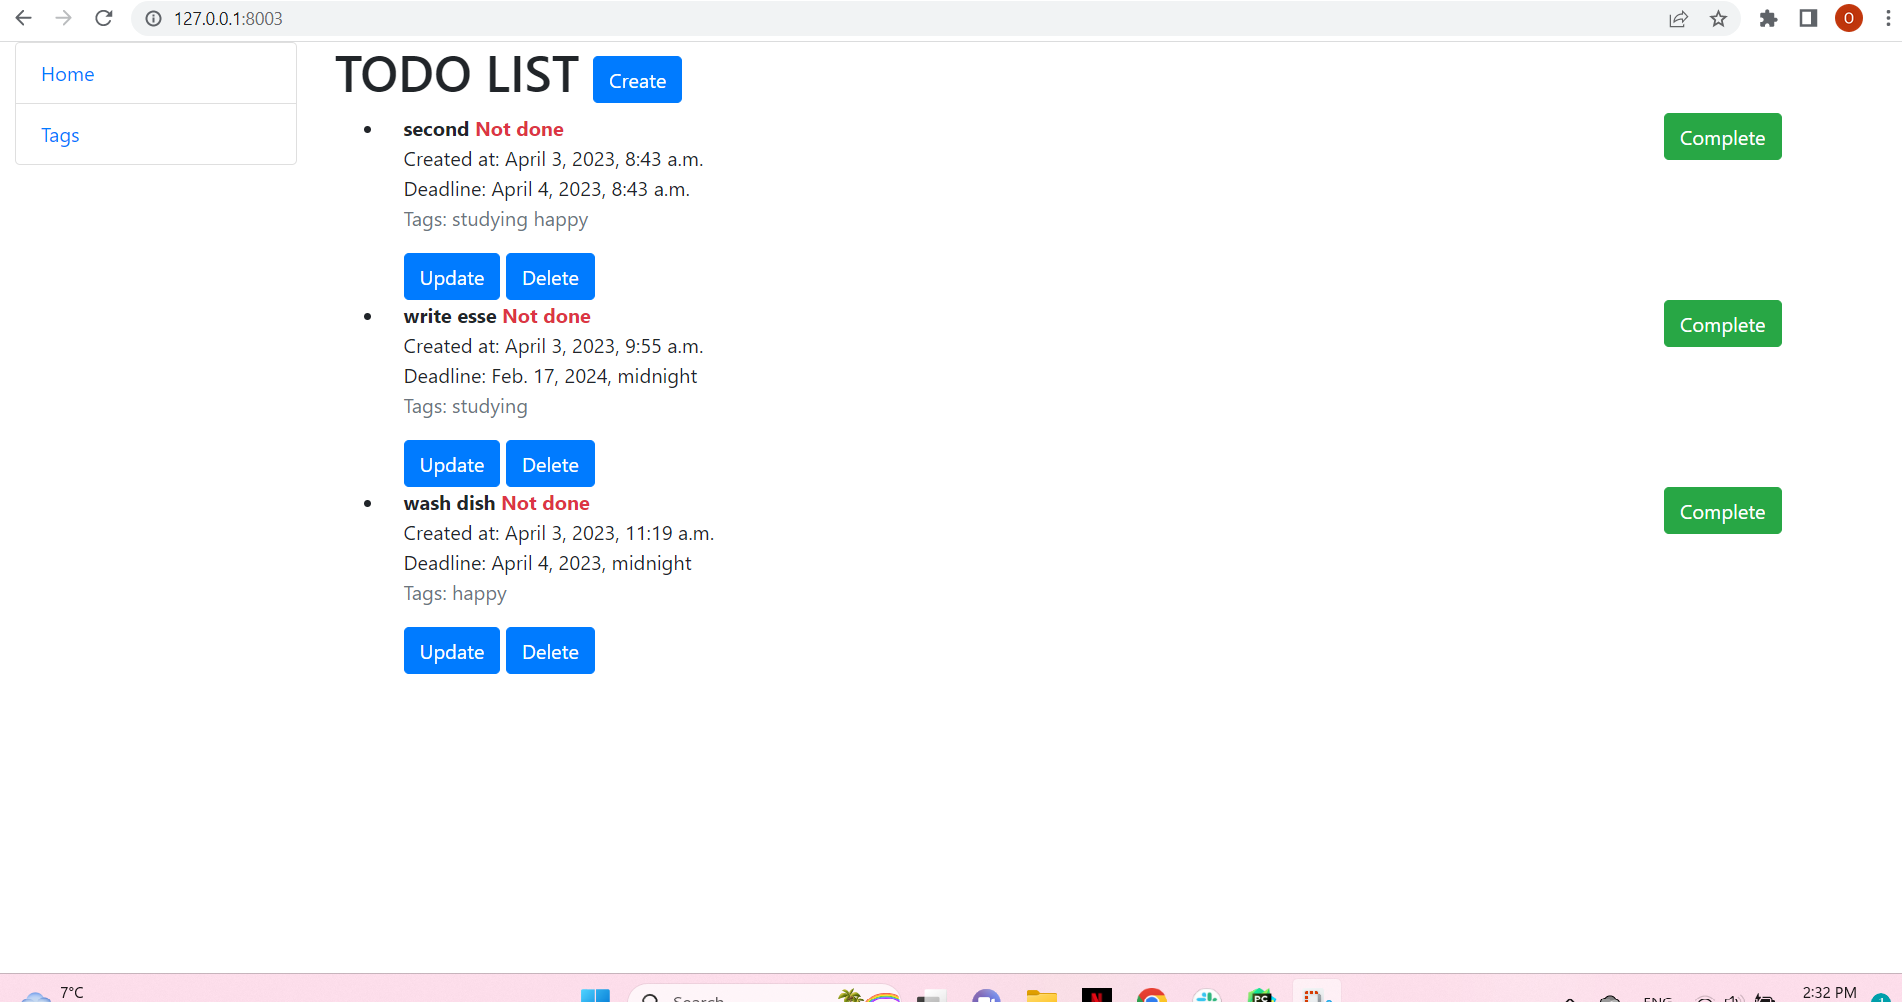 127.0.0.1:8003
O
Home
Tags
TODO LIST Create
second Not done
Complete
Created at: April 3, 2023, 8:43 a.m.
Deadline: April 4, 2023, 8:43 a.m.
Tags: studying happy
Update Delete
write esse Not done
Complete
Created at: April 3, 2023, 9:55 a.m.
Deadline: Feb. 17, 2024, midnight
Tags: studying
Update Delete
wash dish Not done
Complete
Created at: April 3, 2023, 11:19 a.m.
Deadline: April 4, 2023, midnight
Tags: happy
Update Delete
7°C
Search
N
PC
ENG
2:32 PM
1